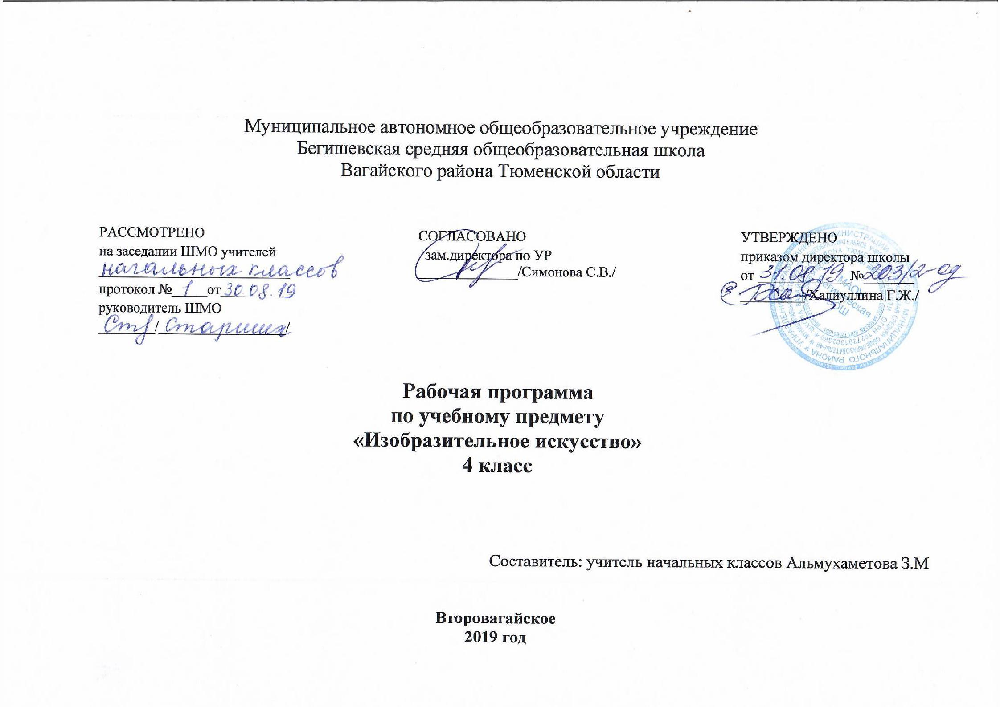 Муниципальное автономное общеобразовательное учреждение
Бегишевская средняя общеобразовательная школа
Вагайского района Тюменской области
РАССМОТРЕНО
на заседании ШМО учителей
начальных классов
протокол № 1 от 30.08.19
руководитель ШМО
/ Старших /
СОГЛАСОВАНО
зам.директора по УР
/Симонова С.В./
УТВЕРЖДЕНО
приказом директора школы
от 31.08.19 № 203/2-од
/Халиуллина Г.Ж./
МАОУ
Бегишевская
СОШ
Рабочая программа
по учебному предмету
«Изобразительное искусство»
4 класс
Составитель: учитель начальных классов Альмухаметова З.М
Второвагайское
2019 год